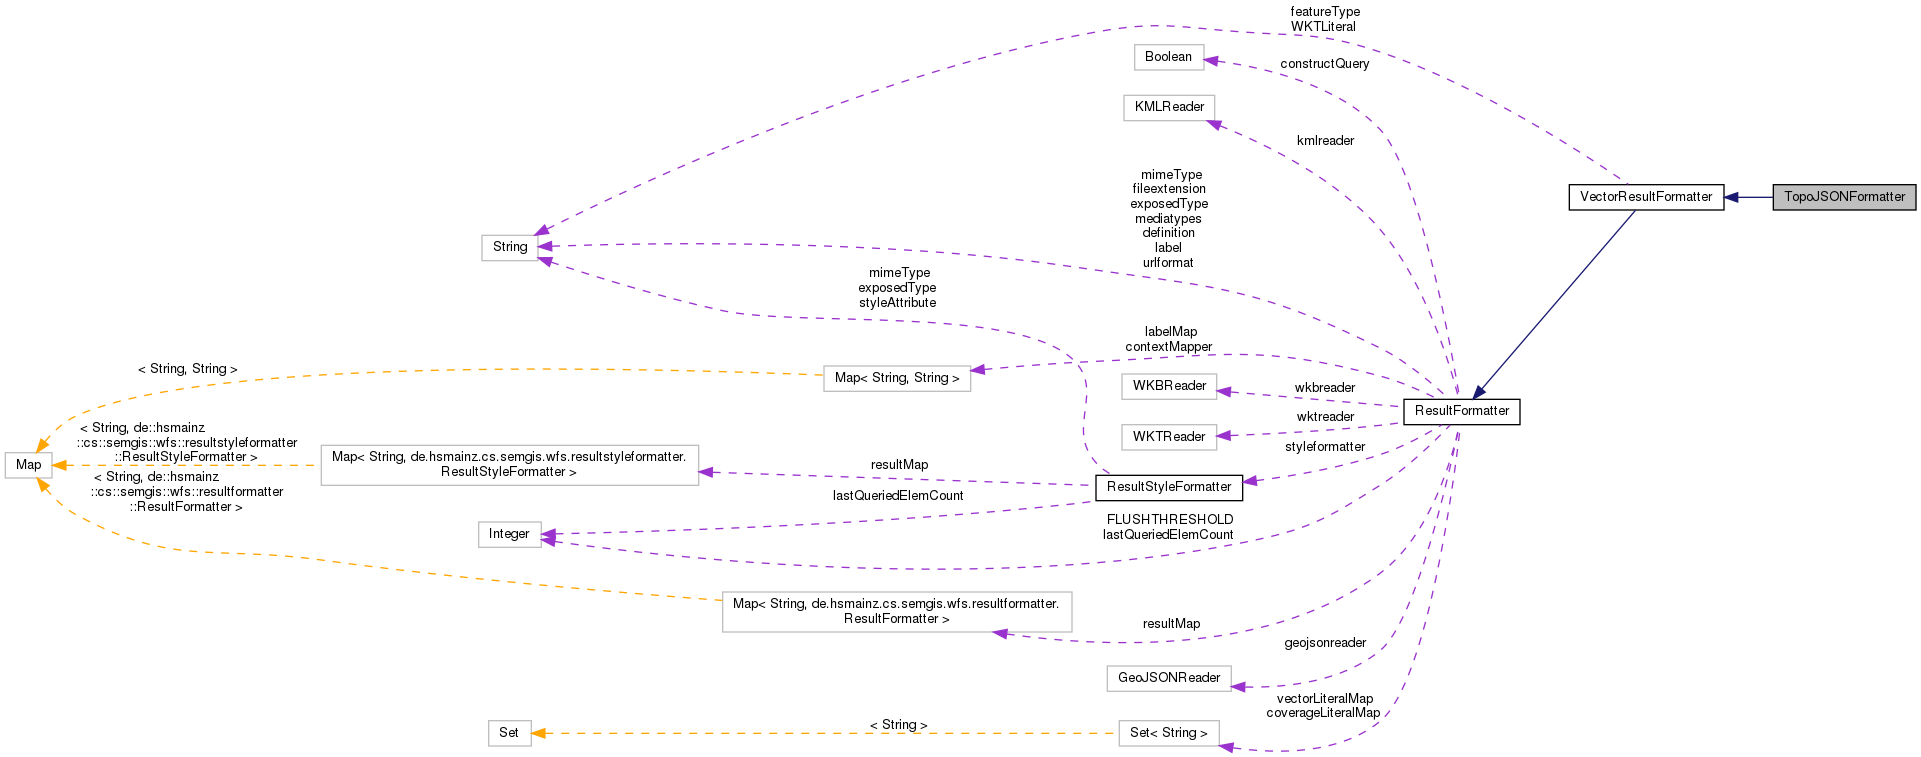 featureType
WKTLiteral
Boolean
constructQuery
KMLReader
kmlreader
mimeType
fileextension
exposedType
mediatypes
definition
label
urlformat
VectorResultFormatter
TopoJSONFormatter
String
mimeType
exposedType
styleAttribute
labelMap
contextMapper
< String, String >
Map< String, String >
WKBReader
wkbreader
ResultFormatter
wktreader
WKTReader
styleformatter
< String, de::hsmainz
::cs::semgis::wfs::resultstyleformatter
::ResultStyleFormatter >
Map
Map< String, de.hsmainz.cs.semgis.wfs.resultstyleformatter.
ResultStyleFormatter >
resultMap
ResultStyleFormatter
< String, de::hsmainz
::cs::semgis::wfs::resultformatter
::ResultFormatter >
lastQueriedElemCount
Integer
FLUSHTHRESHOLD
lastQueriedElemCount
Map< String, de.hsmainz.cs.semgis.wfs.resultformatter.
ResultFormatter >
resultMap
geojsonreader
GeoJSONReader
vectorLiteralMap
coverageLiteralMap
Set
< String >
Set< String >